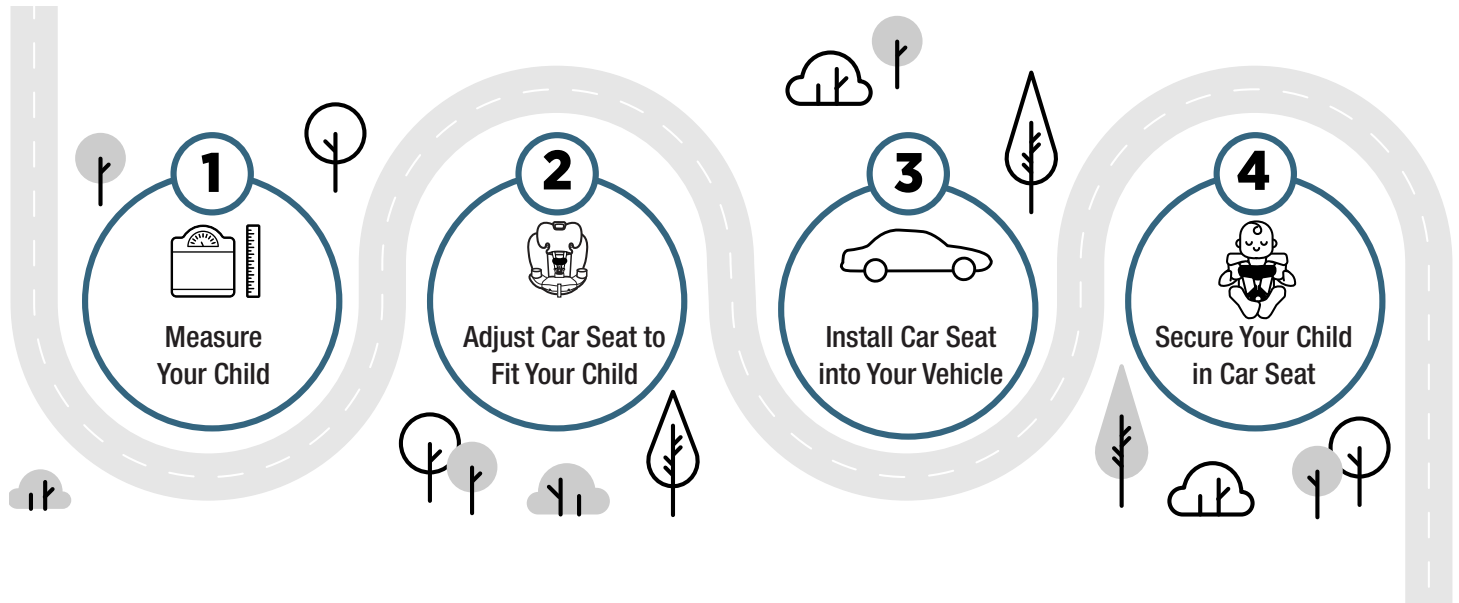 1
Measure
Your Child
2
Adjust Car Seat to
Fit Your Child
3
Install Car Seat
into Your Vehicle
4
Secure Your Child
in Car Seat